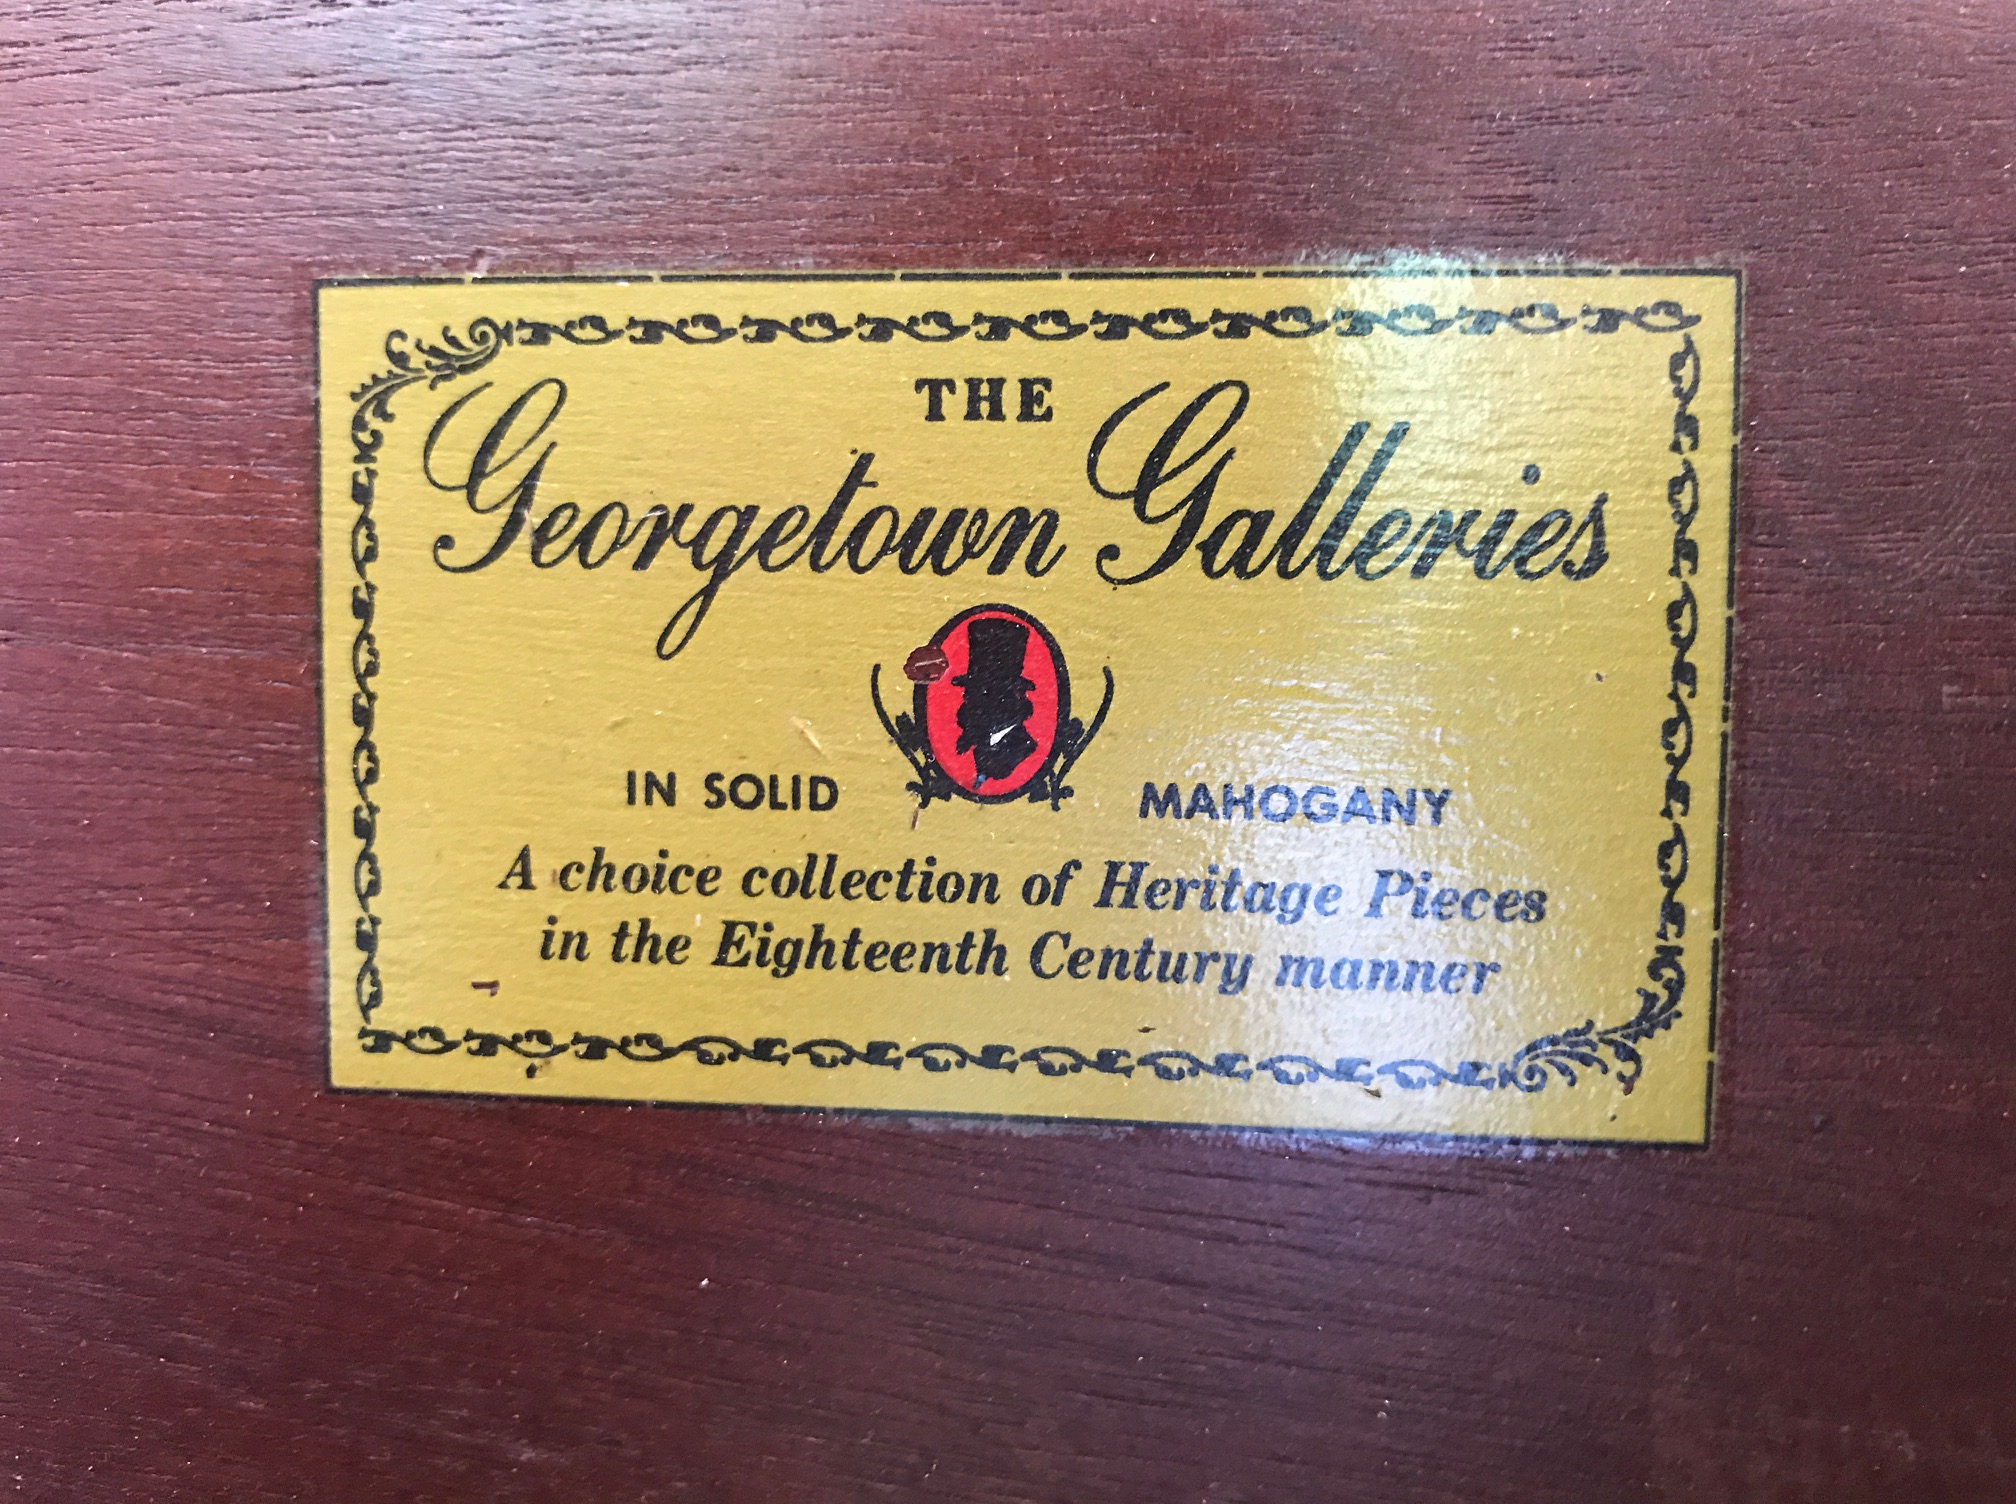 THE
Georgetown Galleries
IN SOLID MAHOGANY
A choice collection of Heritage Pieces
in the Eighteenth Century manner